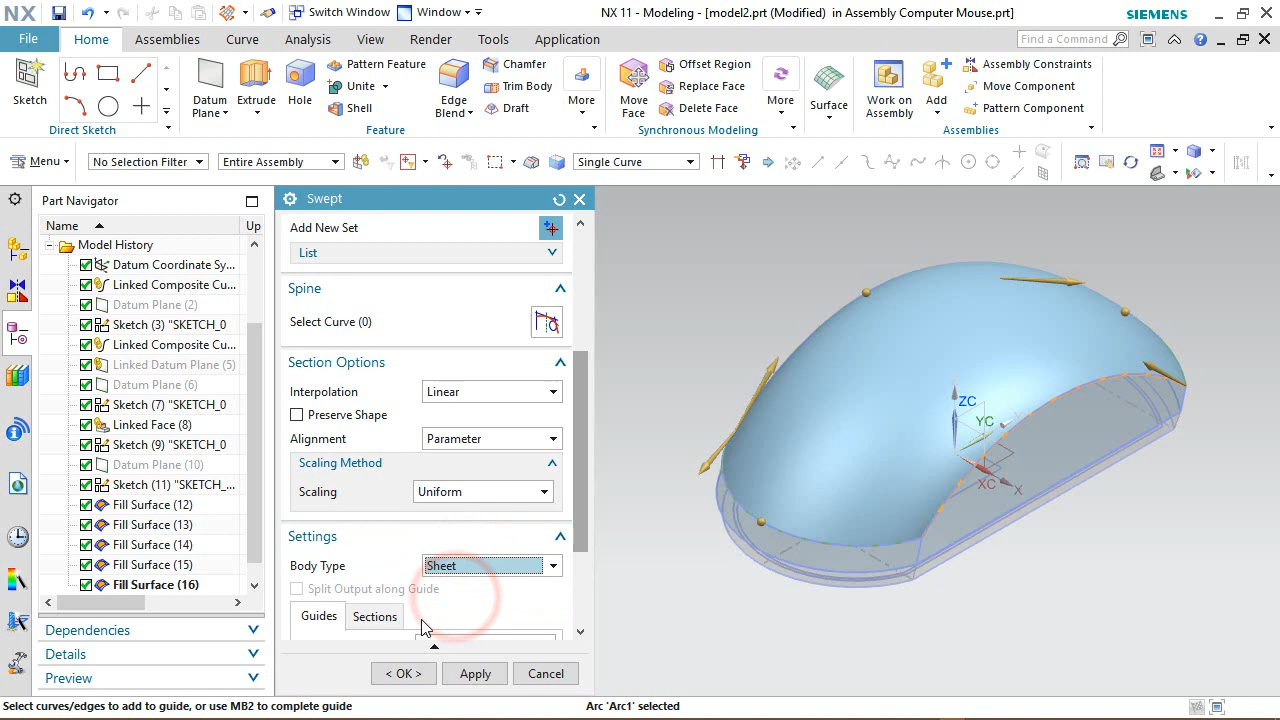 NX Switch Window Window NX 11 - Modeling - [model2.prt (Modified) in Assembly Computer Mouse.prt] SIEMENS
File Home Assemblies Curve Analysis View Render Tools Application Find a Command
Sketch
Direct Sketch
Datum Plane
Extrude
Hole
Pattern Feature
Unite
Shell
Edge Blend
Chamfer
Trim Body
Draft
More
Feature
Move Face
Offset Region
Replace Face
Delete Face
More
Synchronous Modeling
Surface
Work on Assembly
Add
Assembly Constraints
Move Component
Pattern Component
Assemblies
Menu No Selection Filter Entire Assembly Single Curve
Part Navigator
Name Up
Model History
Datum Coordinate Sy...
Linked Composite Cu...
Datum Plane (2)
Sketch (3) "SKETCH_0
Linked Composite Cu...
Linked Datum Plane (5)
Datum Plane (6)
Sketch (7) "SKETCH_0
Linked Face (8)
Sketch (9) "SKETCH_0
Datum Plane (10)
Sketch (11) "SKETCH_...
Fill Surface (12)
Fill Surface (13)
Fill Surface (14)
Fill Surface (15)
Fill Surface (16)
Dependencies
Details
Preview
Swept
Add New Set
List
Spine
Select Curve (0)
Section Options
Interpolation Linear
Preserve Shape
Alignment Parameter
Scaling Method
Scaling Uniform
Settings
Body Type Sheet
Split Output along Guide
Guides Sections
< OK > Apply Cancel
ZC
YC
XC
X
Select curves/edges to add to guide, or use MB2 to complete guide Arc 'Arc1' selected